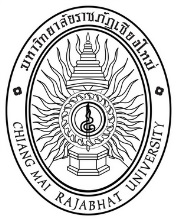 มหาวิทยาลัยราชภัฏเชียงใหม่
CHIANG MAI RAJABHAT UNIVERSITY